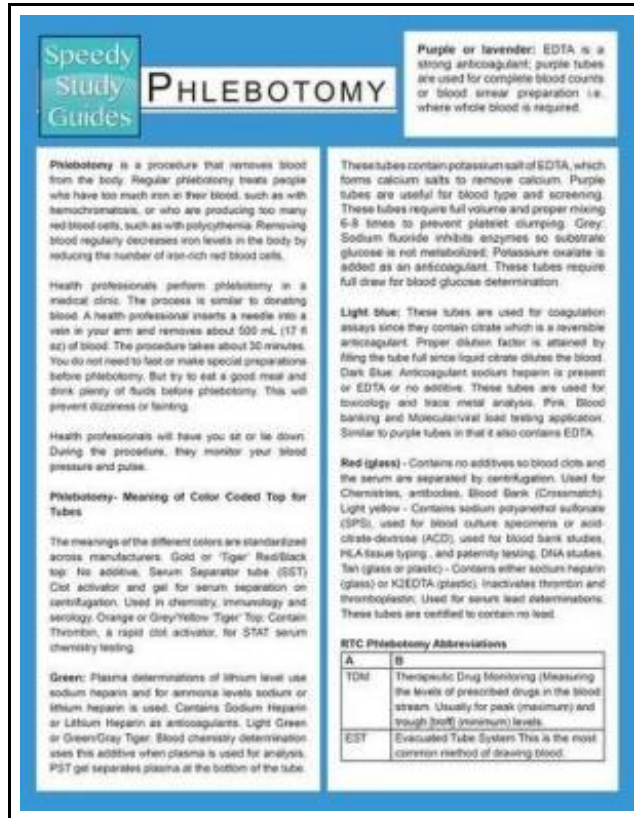 Speedy
Study
Guides
PHLEBOTOMY
Purple or lavender: EDTA is a
strong anticoagulant; purple tubes
are used for complete blood counts
or blood smear preparation i.e.
where whole blood is required.
Phlebotomy is a procedure that removes blood
from the body. Regular phlebotomy treats people
who have too much iron in their blood, such as with
hemochromatosis, or who are producing too many
red blood cells, such as with polycythemia. Removing
blood regularly decreases iron levels in the body by
reducing the number of iron-rich red blood cells.
Health professionals perform phlebotomy in a
medical clinic. The process is similar to donating
blood. A health professional inserts a needle into a
vein in your arm and removes about 500 mL (17 fl
oz) of blood. The procedure takes about 30 minutes.
You do not need to fast or make special preparations
before phlebotomy. But try to eat a good meal and
drink plenty of fluids before phlebotomy. This will
prevent dizziness or fainting.
Health professionals will have you sit or lie down.
During the procedure, they monitor your blood
pressure and pulse.
Phlebotomy- Meaning of Color Coded Top for
Tubes
The meanings of the different colors are standardized
across manufacturers. Gold or 'Tiger' Red/Black
top: No additive, Serum Separator tube (SST)
Clot activator and gel for serum separation on
centrifugation. Used in chemistry, immunology and
serology. Orange or Grey/Yellow 'Tiger' Top: Contain
Thrombin, a rapid clot activator, for STAT serum
chemistry testing.
Green: Plasma determinations of lithium level use
sodium heparin and for ammonia levels sodium or
lithium heparin is used. Contains Sodium Heparin
or Lithium Heparin as anticoagulants. Light Green
or Green/Gray Tiger: Blood chemistry determination
uses this additive when plasma is used for analysis.
PST gel separates plasma at the bottom of the tube.
These tubes contain potassium salt of EDTA, which
forms calcium salts to remove calcium. Purple
tubes are useful for blood type and screening.
These tubes require full volume and proper mixing
6-8 times to prevent platelet clumping. Grey:
Sodium fluoride inhibits enzymes so substrate
glucose is not metabolized; Potassium oxalate is
added as an anticoagulant. These tubes require
full draw for blood glucose determination.
Light blue: These tubes are used for coagulation
assays since they contain citrate which is a reversible
anticoagulant. Proper dilution factor is attained by
filling the tube full since liquid citrate dilutes the blood.
Dark Blue: Anticoagulant sodium heparin is present
or EDTA or no additive. These tubes are used for
toxicology and trace metal analysis. Pink: Blood
banking and Molecular/viral load testing application.
Similar to purple tubes in that it also contains EDTA.
Red (glass) - Contains no additives so blood clots and
the serum are separated by centrifugation. Used for
Chemistries, antibodies, Blood Bank (Crossmatch).
Light yellow - Contains sodium polyanethol sulfonate
(SPS), used for blood culture specimens or acid-
citrate-dextrose (ACD), used for blood bank studies,
HLA tissue typing , and paternity testing, DNA studies.
Tan (glass or plastic) - Contains either sodium heparin
(glass) or K2EDTA (plastic). Inactivates thrombin and
thromboplastin; Used for serum lead determinations.
These tubes are certified to contain no lead.
RTC Phlebotomy Abbreviations
A B
TDM Therapeutic Drug Monitoring (Measuring
the levels of prescribed drugs in the blood
stream. Usually for peak (maximum) and
trough [troff] (minimum) levels.
EST Evacuated Tube System This is the most
common method of drawing blood.